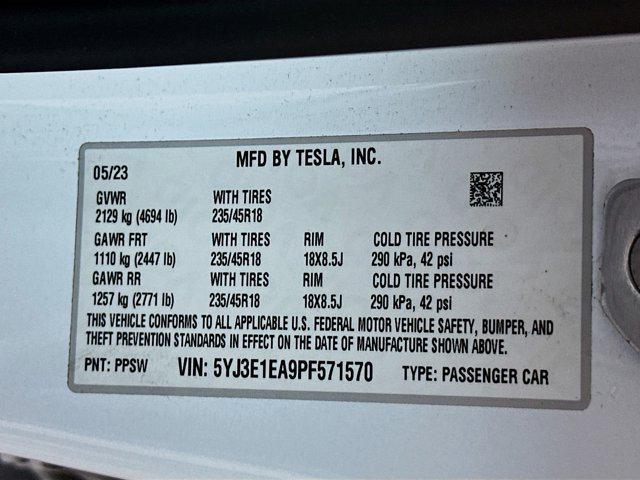 MFD BY TESLA, INC.
05/23
GVWR WITH TIRES
2129 kg (4694 lb) 235/45R18
GAWR FRT WITH TIRES RIM COLD TIRE PRESSURE
1110 kg (2447 lb) 235/45R18 18X8.5J 290 kPa, 42 psi
GAWR RR WITH TIRES RIM COLD TIRE PRESSURE
1257 kg (2771 lb) 235/45R18 18X8.5J 290 kPa, 42 psi
THIS VEHICLE CONFORMS TO ALL APPLICABLE U.S. FEDERAL MOTOR VEHICLE SAFETY, BUMPER, AND
THEFT PREVENTION STANDARDS IN EFFECT ON THE DATE OF MANUFACTURE SHOWN ABOVE.
PNT: PPSW VIN: 5YJ3E1EA9PF571570 TYPE: PASSENGER CAR